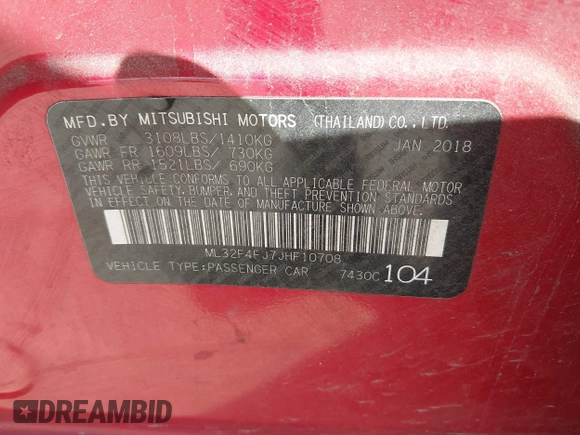 MFD. BY MITSUBISHI MOTORS (THAILAND) CO., LTD.
GVWR 3108LBS/1410KG JAN 2018
GAWR FR 1609LBS/ 730KG
GAWR RR 1521LBS/ 690KG
THIS VEHICLE CONFORMS TO ALL APPLICABLE FEDERAL MOTOR
VEHICLE SAFETY, BUMPER, AND THEFT PREVENTION STANDARDS
IN EFFECT ON THE DATE OF MANUFACTURE SHOWN ABOVE.
ML32F4FJ7JHF10708
VEHICLE TYPE:PASSENGER CAR 7430C 104
DREAMBID